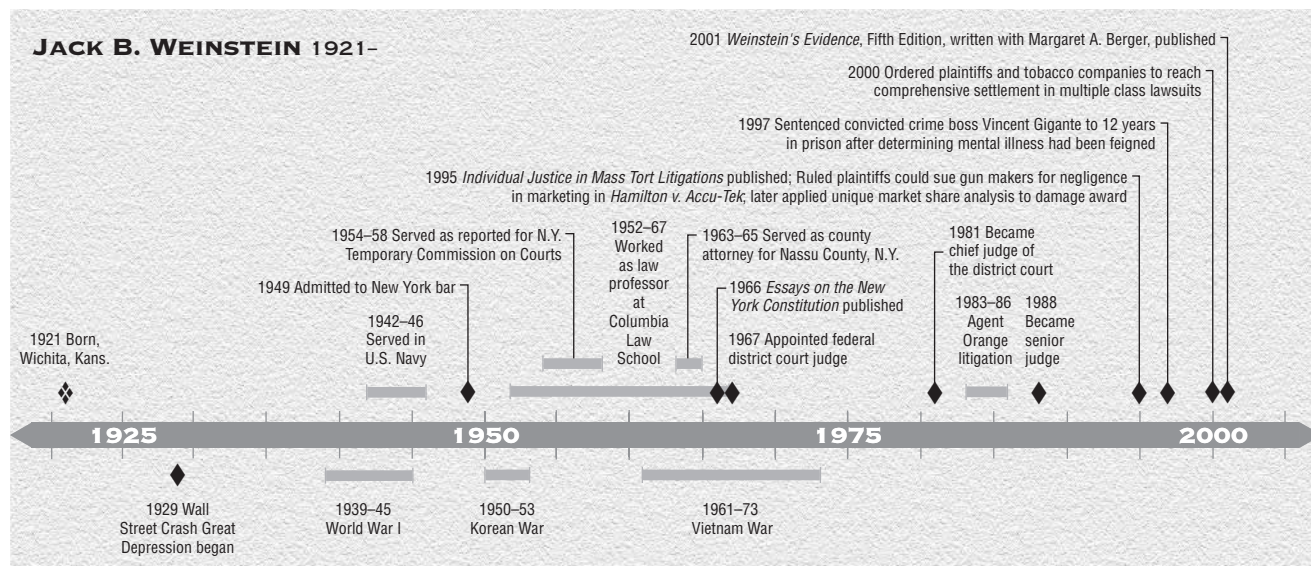 JACK B. WEINSTEIN 1921–
2001 Weinstein's Evidence, Fifth Edition, written with Margaret A. Berger, published
2000 Ordered plaintiffs and tobacco companies to reach
comprehensive settlement in multiple class lawsuits
1997 Sentenced convicted crime boss Vincent Gigante to 12 years
in prison after determining mental illness had been feigned
1995 Individual Justice in Mass Tort Litigations published; Ruled plaintiffs could sue gun makers for negligence
in marketing in Hamilton v. Accu-Tek; later applied unique market share analysis to damage award
1954–58 Served as reported for N.Y.
Temporary Commission on Courts
1952–67
Worked
as law
professor
at
Columbia
Law
School
1963–65 Served as county
attorney for Nassu County, N.Y.
1981 Became
chief judge of
the district court
1949 Admitted to New York bar
1966 Essays on the New
York Constitution published
1942–46
Served in
U.S. Navy
1983–86
Agent
Orange
litigation
1988
Became
senior
judge
1921 Born,
Wichita, Kans.
1967 Appointed federal
district court judge
1925
1950
1975
2000
1929 Wall
Street Crash Great
Depression began
1939–45
World War I
1950–53
Korean War
1961–73
Vietnam War